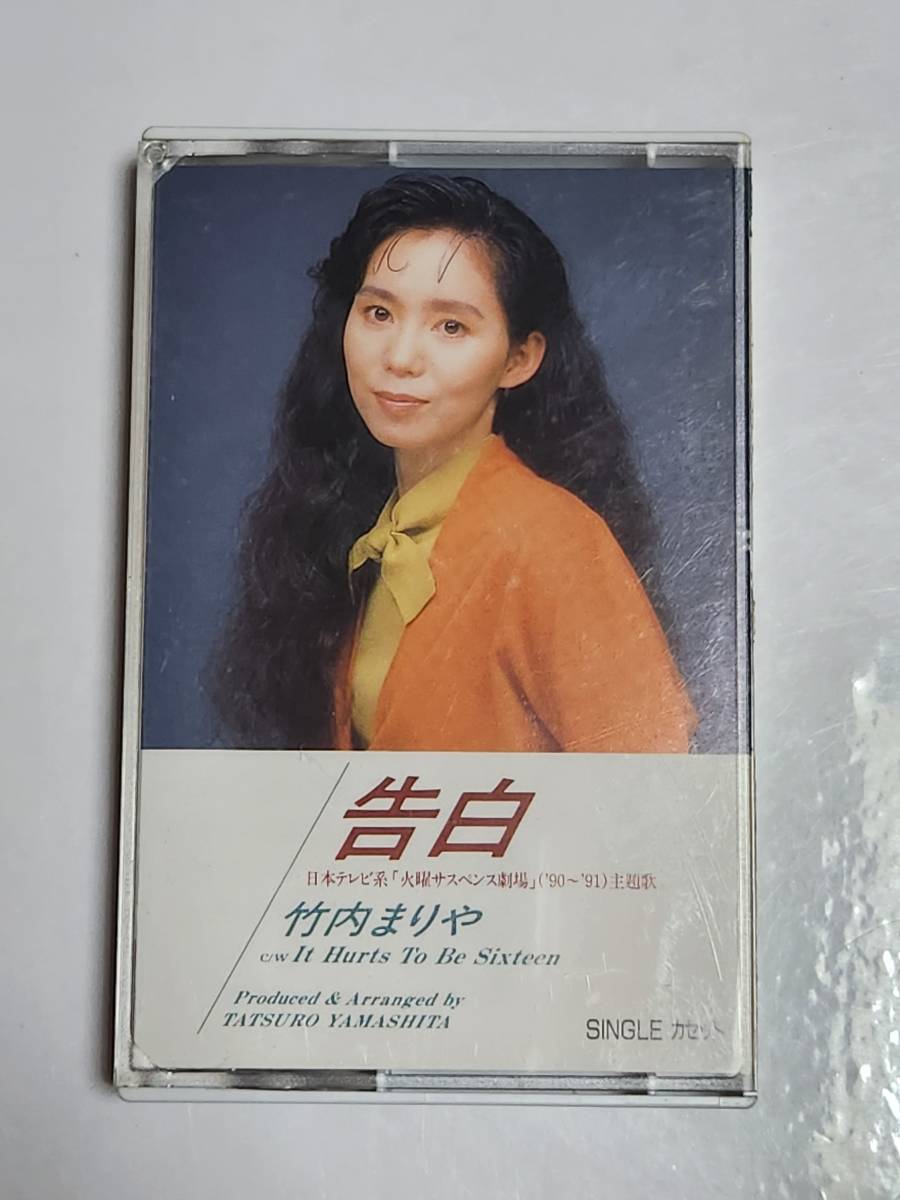 告白
日本テレビ系「火曜サスペンス劇場」('90～'91)主題歌
竹内まりや
c/w It Hurts To Be Sixteen
Produced & Arranged by
TATSURO YAMASHITA
SINGLE カセット